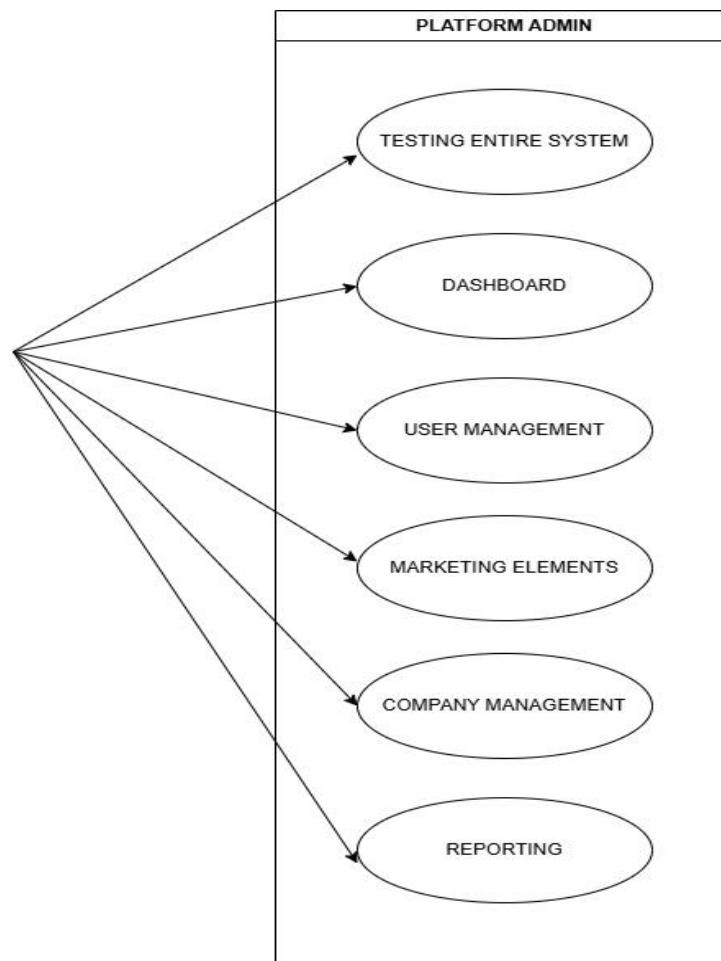 PLATFORM ADMIN
TESTING ENTIRE SYSTEM
DASHBOARD
USER MANAGEMENT
MARKETING ELEMENTS
COMPANY MANAGEMENT
REPORTING